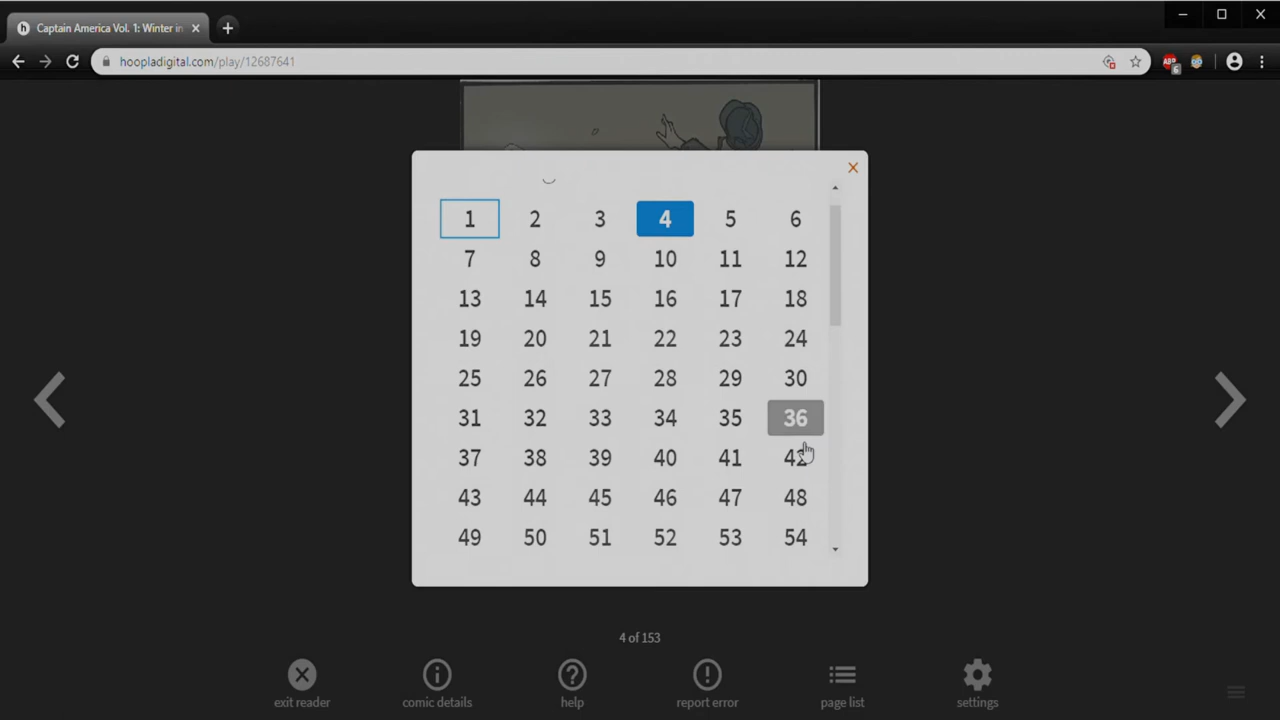 Captain America Vol. 1: Winter in
hoopladigital.com/play/12687641
ABP
6
1 2 3 4 5 6
7 8 9 10 11 12
13 14 15 16 17 18
19 20 21 22 23 24
25 26 27 28 29 30
31 32 33 34 35 36
37 38 39 40 41 42
43 44 45 46 47 48
49 50 51 52 53 54
4 of 153
exit reader comic details help report error page list settings